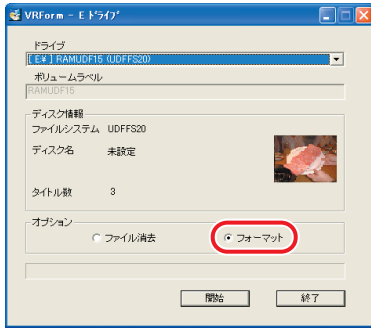 VRForm - E ﾄﾞﾗｲﾌﾞ
ドライブ
[ E¥ ] RAMUDF15 (UDFFS20)
ボリュームラベル
RAMUDF15
ディスク情報
ファイルシステム UDFFS20
ディスク名 未設定
タイトル数 3
オプション
ファイル消去 フォーマット
開始 終了